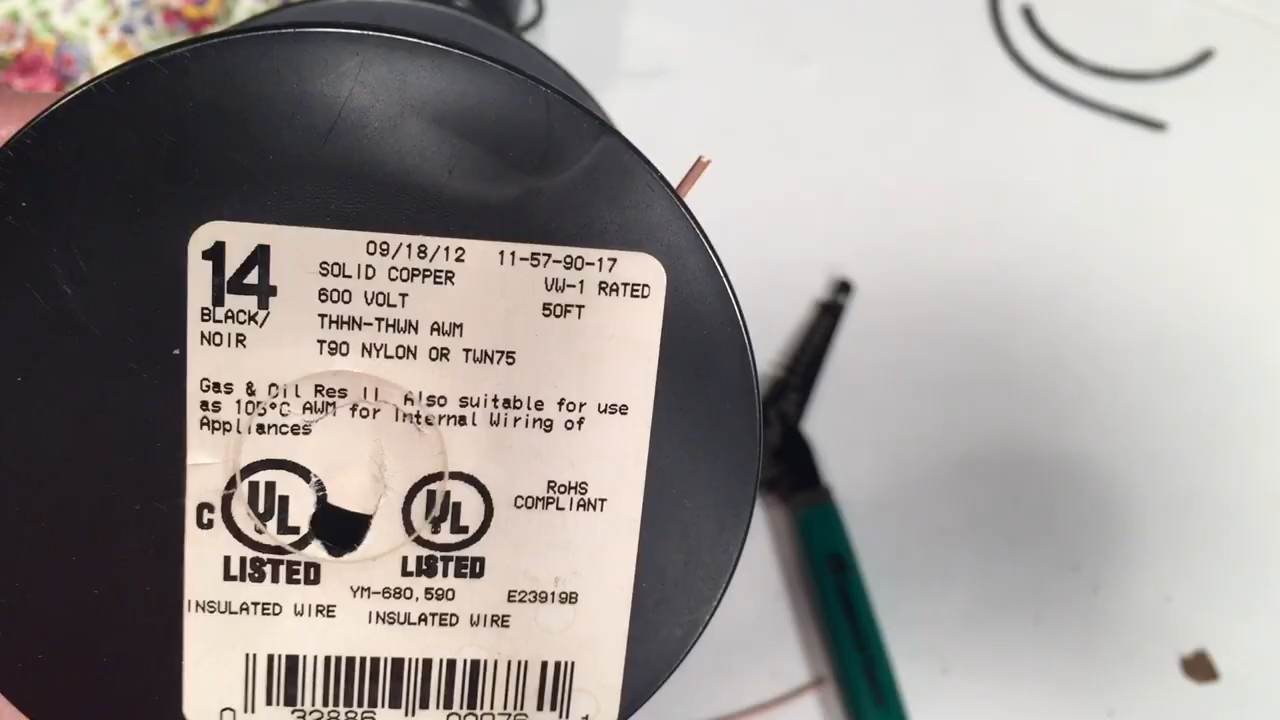 14
09/18/12 11-57-90-17
SOLID COPPER VW-1 RATED
600 VOLT 50FT
BLACK/
NOIR
THHN-THWN AWM
T90 NYLON OR TWN75
Gas & Oil Res II Also suitable for use
as 105°C AWM for Internal Wiring of
Appliances
C UL LISTED
UL LISTED
RoHS
COMPLIANT
YM-680,590 E23919B
INSULATED WIRE INSULATED WIRE
0 32886